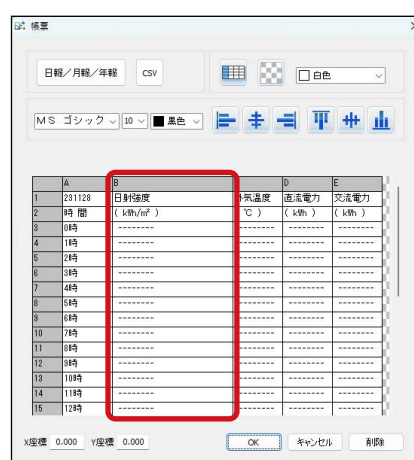 帳票
日報／月報／年報 CSV 白色
ＭＳ ゴシック 10 黒色
A B D E
1 231128 日射強度 外気温度 直流電力 交流電力
2 時 間 ( kWh/m² ) ℃ ) ( kWh ) ( kWh )
3 0時 -------- -------- -------- --------
4 1時 -------- -------- -------- --------
5 2時 -------- -------- -------- --------
6 3時 -------- -------- -------- --------
7 4時 -------- -------- -------- --------
8 5時 -------- -------- -------- --------
9 6時 -------- -------- -------- --------
10 7時 -------- -------- -------- --------
11 8時 -------- -------- -------- --------
12 9時 -------- -------- -------- --------
13 10時 -------- -------- -------- --------
14 11時 -------- -------- -------- --------
15 12時 -------- -------- -------- --------
X座標 0.000 Y座標 0.000 OK キャンセル 削除